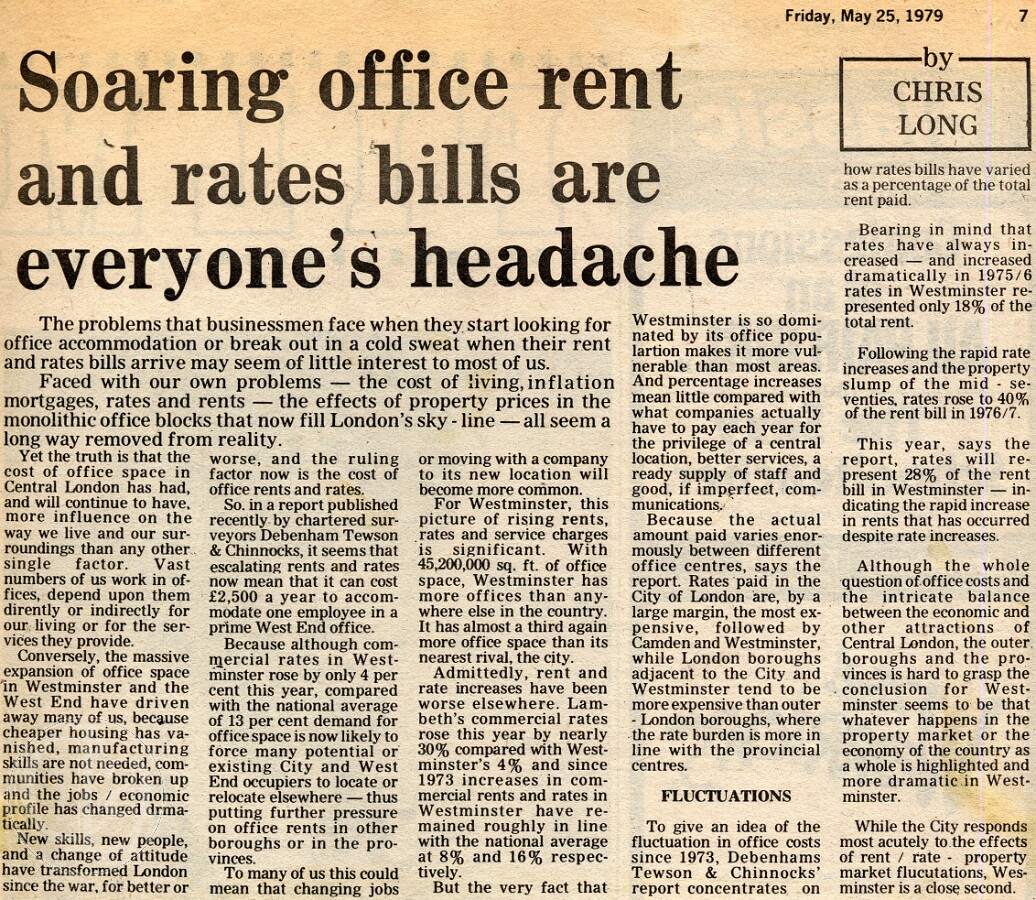 Friday, May 25, 1979 7
Soaring office rent
and rates bills are
everyone's headache
by
CHRIS
LONG
The problems that businessmen face when they start looking for
office accommodation or break out in a cold sweat when their rent
and rates bills arrive may seem of little interest to most of us.
Faced with our own problems — the cost of living, inflation
mortgages, rates and rents — the effects of property prices in the
monolithic office blocks that now fill London's sky - line — all seem a
long way removed from reality.
Yet the truth is that the
cost of office space in
Central London has had,
and will continue to have,
more influence on the
way we live and our sur-
roundings than any other
single factor. Vast
numbers of us work in of-
fices, depend upon them
dirently or indirectly for
our living or for the ser-
vices they provide.
Conversely, the massive
expansion of office space
in Westminster and the
West End have driven
away many of us, because
cheaper housing has va-
nished, manufacturing
skills are not needed, com-
munities have broken up
and the jobs / economic
profile has changed drma-
tically.
New skills, new people,
and a change of attitude
have transformed London
since the war, for better or
worse, and the ruling
factor now is the cost of
office rents and rates.
So. in a report published
recently by chartered sur-
veyors Debenham Tewson
& Chinnocks, it seems that
escalating rents and rates
now mean that it can cost
£2,500 a year to accom-
modate one employee in a
prime West End office.
Because although com-
mercial rates in West-
minster rose by only 4 per
cent this year, compared
with the national average
of 13 per cent demand for
office space is now likely to
force many potential or
existing City and West
End occupiers to locate or
relocate elsewhere — thus
putting further pressure
on office rents in other
boroughs or in the pro-
vinces.
To many of us this could
mean that changing jobs
or moving with a company
to its new location will
become more common.
For Westminster, this
picture of rising rents,
rates and service charges
is significant. With
45,200,000 sq. ft. of office
space, Westminster has
more offices than any-
where else in the country.
It has almost a third again
more office space than its
nearest rival, the city.
Admittedly, rent and
rate increases have been
worse elsewhere. Lam-
beth's commercial rates
rose this year by nearly
30% compared with West-
minster's 4% and since
1973 increases in com-
mercial rents and rates in
Westminster have re-
mained roughly in line
with the national average
at 8% and 16% respec-
tively.
But the very fact that
Westminster is so domi-
nated by its office popu-
lartion makes it more vul-
nerable than most areas.
And percentage increases
mean little compared with
what companies actually
have to pay each year for
the privilege of a central
location, better services, a
ready supply of staff and
good, if imperfect, com-
munications.
Because the actual
amount paid varies enor-
mously between different
office centres, says the
report. Rates paid in the
City of London are, by a
large margin, the most ex-
pensive, followed by
Camden and Westminster,
while London boroughs
adjacent to the City and
Westminster tend to be
more expensive than outer
- London boroughs, where
the rate burden is more in
line with the provincial
centres.
FLUCTUATIONS
To give an idea of the
fluctuation in office costs
since 1973, Debenhams
Tewson & Chinnocks'
report concentrates on
how rates bills have varied
as a percentage of the total
rent paid.
Bearing in mind that
rates have always in-
creased — and increased
dramatically in 1975/6
rates in Westminster re-
presented only 18% of the
total rent.
Following the rapid rate
increases and the property
slump of the mid - se-
venties, rates rose to 40%
of the rent bill in 1976/7.
This year, says the
report, rates will re-
present 28% of the rent
bill in Westminster — in-
dicating the rapid increase
in rents that has occurred
despite rate increases.
Although the whole
question of office costs and
the intricate balance
between the economic and
other attractions of
Central London, the outer
boroughs and the pro-
vinces is hard to grasp the
conclusion for West-
minster seems to be that
whatever happens in the
property market or the
economy of the country as
a whole is highlighted and
more dramatic in West-
minster.
While the City responds
most acutely to the effects
of rent / rate - property
market flucutations, Wes-
minster is a close second.